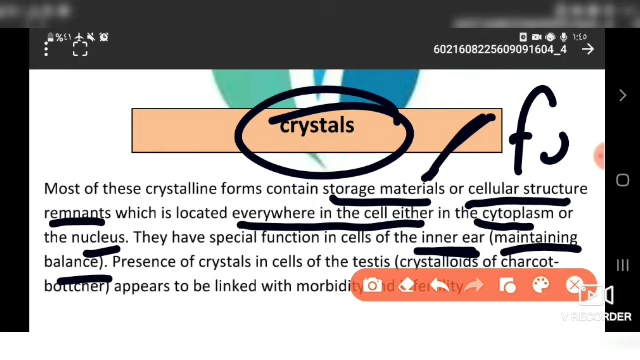 %٤١
١:٤٥
6021608225609091604_4
crystals
Most of these crystalline forms contain storage materials or cellular structure
remnants which is located everywhere in the cell either in the cytoplasm or
the nucleus. They have special function in cells of the inner ear (maintaining
balance). Presence of crystals in cells of the testis (crystalloids of charcot-
bottcher) appears to be linked with morbidity
V RECORDER